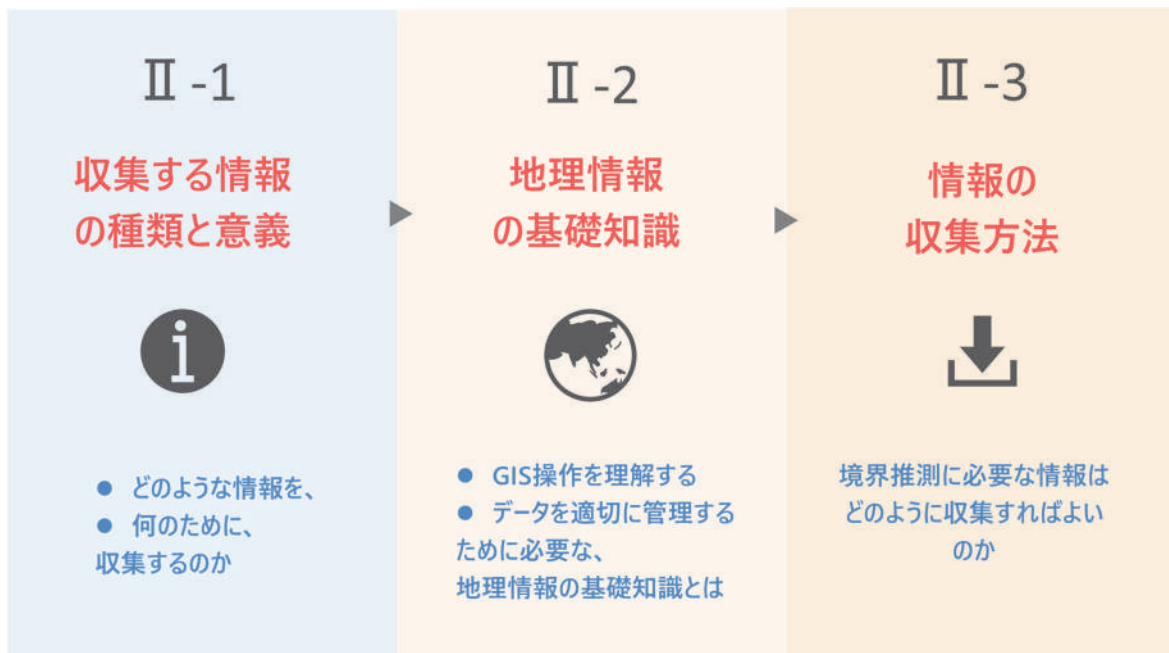 Ⅱ-1
収集する情報
の種類と意義
● どのような情報を、
● 何のために、
収集するのか
Ⅱ-2
地理情報
の基礎知識
● GIS操作を理解する
● データを適切に管理する
ために必要な、
地理情報の基礎知識とは
Ⅱ-3
情報の
収集方法
境界推測に必要な情報は
どのように収集すればよい
のか